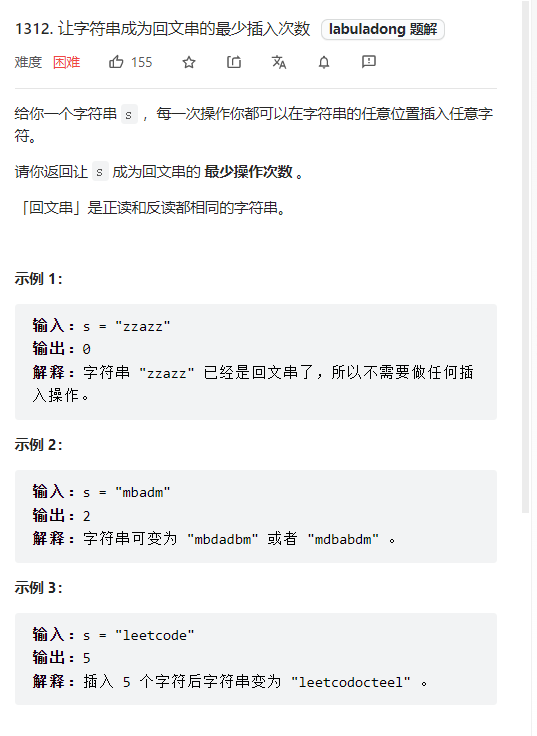 1312. 让字符串成为回文串的最少插入次数 labuladong 题解
难度 困难 155
给你一个字符串 s ，每一次操作你都可以在字符串的任意位置插入任意字
符。
请你返回让 s 成为回文串的 最少操作次数 。
「回文串」是正读和反读都相同的字符串。
示例 1：
输入：s = "zzazz"
输出：0
解释：字符串 "zzazz" 已经是回文串了，所以不需要做任何插
入操作。
示例 2：
输入：s = "mbadm"
输出：2
解释：字符串可变为 "mbdadbm" 或者 "mdbabdm" 。
示例 3：
输入：s = "leetcode"
输出：5
解释：插入 5 个字符后字符串变为 "leetcodocteel" 。